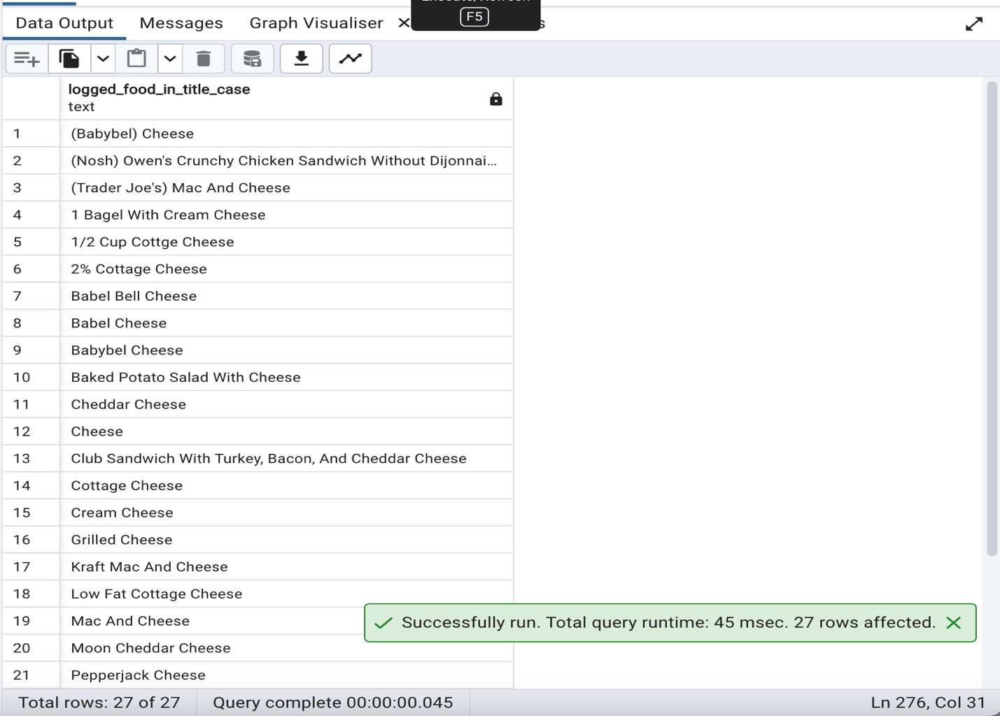 Data Output Messages Graph Visualiser s
F5
logged_food_in_title_case
text
1 (Babybel) Cheese
2 (Nosh) Owen's Crunchy Chicken Sandwich Without Dijonnai...
3 (Trader Joe's) Mac And Cheese
4 1 Bagel With Cream Cheese
5 1/2 Cup Cottge Cheese
6 2% Cottage Cheese
7 Babel Bell Cheese
8 Babel Cheese
9 Babybel Cheese
10 Baked Potato Salad With Cheese
11 Cheddar Cheese
12 Cheese
13 Club Sandwich With Turkey, Bacon, And Cheddar Cheese
14 Cottage Cheese
15 Cream Cheese
16 Grilled Cheese
17 Kraft Mac And Cheese
18 Low Fat Cottage Cheese
19 Mac And Cheese
Successfully run. Total query runtime: 45 msec. 27 rows affected.
20 Moon Cheddar Cheese
21 Pepperjack Cheese
Total rows: 27 of 27 Query complete 00:00:00.045 Ln 276, Col 31